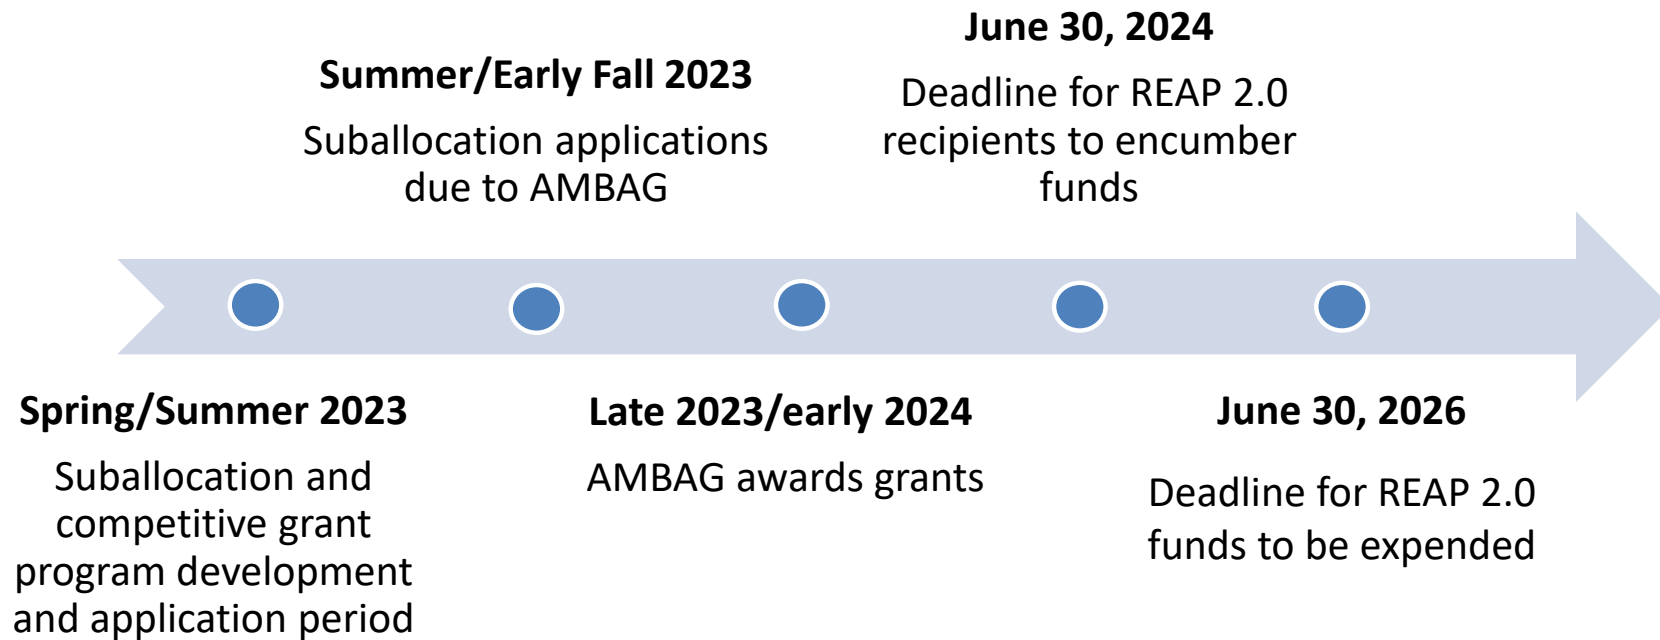 Spring/Summer 2023
Suballocation and
competitive grant
program development
and application period
Summer/Early Fall 2023
Suballocation applications
due to AMBAG
Late 2023/early 2024
AMBAG awards grants
June 30, 2024
Deadline for REAP 2.0
recipients to encumber
funds
June 30, 2026
Deadline for REAP 2.0
funds to be expended